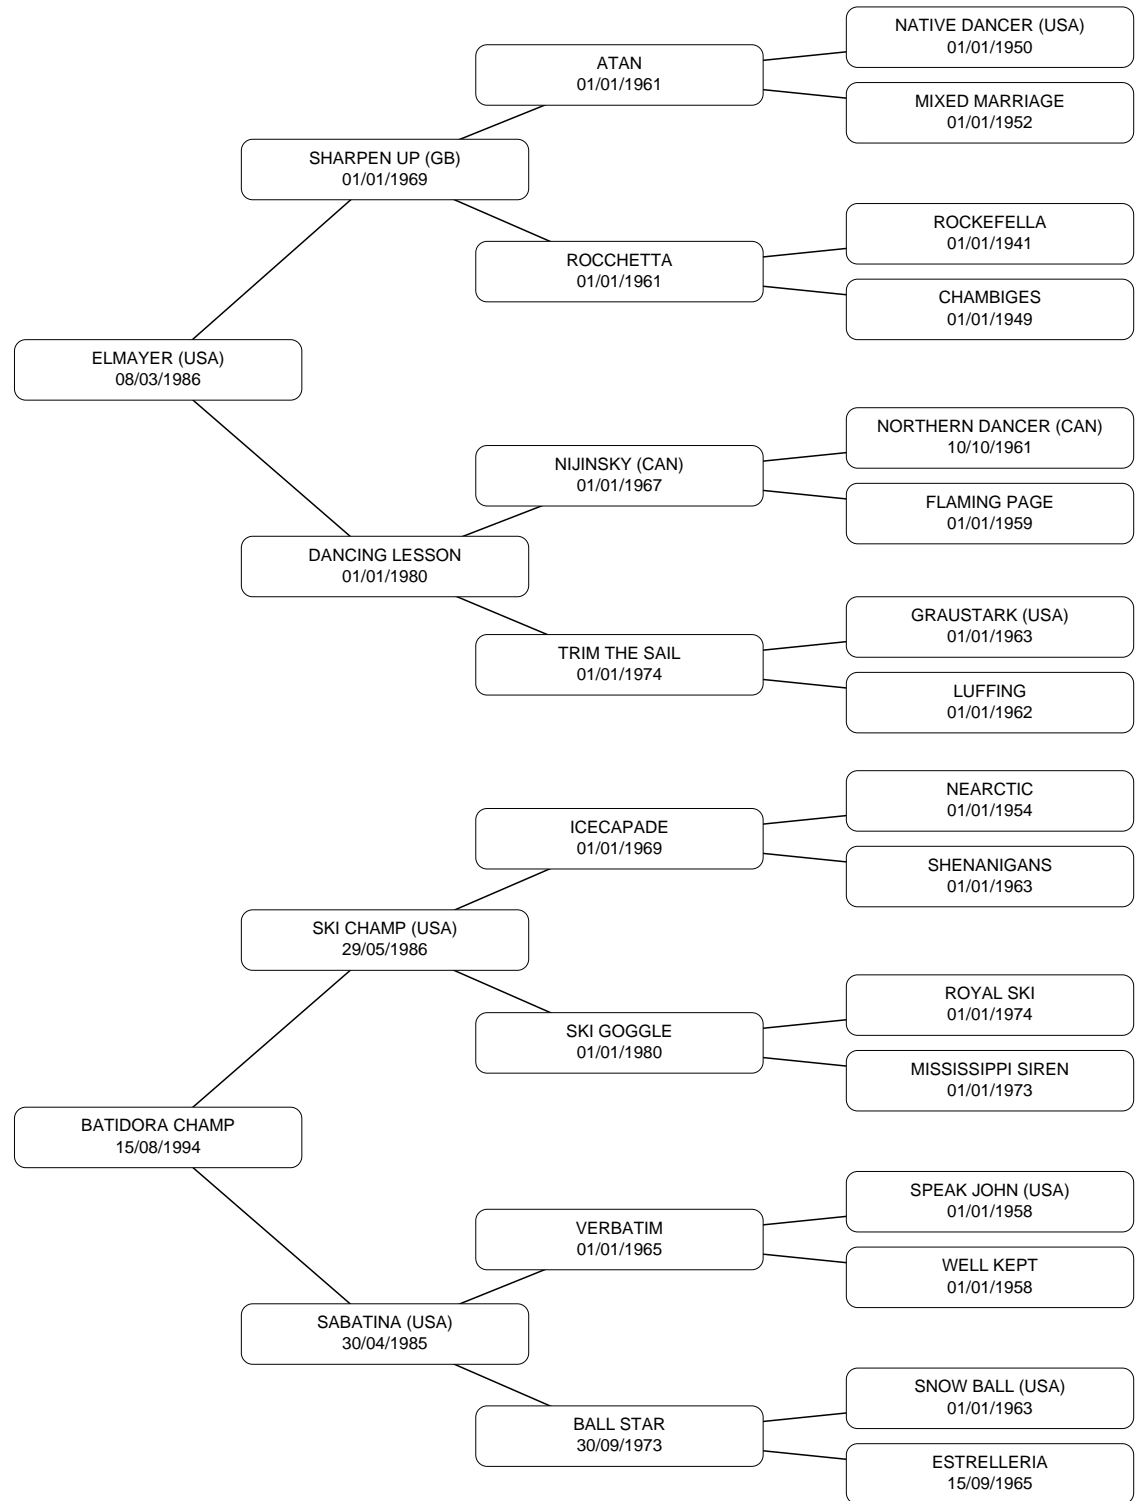 NATIVE DANCER (USA)
01/01/1950
ATAN
01/01/1961
MIXED MARRIAGE
01/01/1952
SHARPEN UP (GB)
01/01/1969
ROCKEFELLA
01/01/1941
ROCCHETTA
01/01/1961
CHAMBIGES
01/01/1949
ELMAYER (USA)
08/03/1986
NORTHERN DANCER (CAN)
10/10/1961
NIJINSKY (CAN)
01/01/1967
FLAMING PAGE
01/01/1959
DANCING LESSON
01/01/1980
GRAUSTARK (USA)
01/01/1963
TRIM THE SAIL
01/01/1974
LUFFING
01/01/1962
NEARCTIC
01/01/1954
ICECAPADE
01/01/1969
SHENANIGANS
01/01/1963
SKI CHAMP (USA)
29/05/1986
ROYAL SKI
01/01/1974
SKI GOGGLE
01/01/1980
MISSISSIPPI SIREN
01/01/1973
BATIDORA CHAMP
15/08/1994
SPEAK JOHN (USA)
01/01/1958
VERBATIM
01/01/1965
WELL KEPT
01/01/1958
SABATINA (USA)
30/04/1985
SNOW BALL (USA)
01/01/1963
BALL STAR
30/09/1973
ESTRELLERIA
15/09/1965